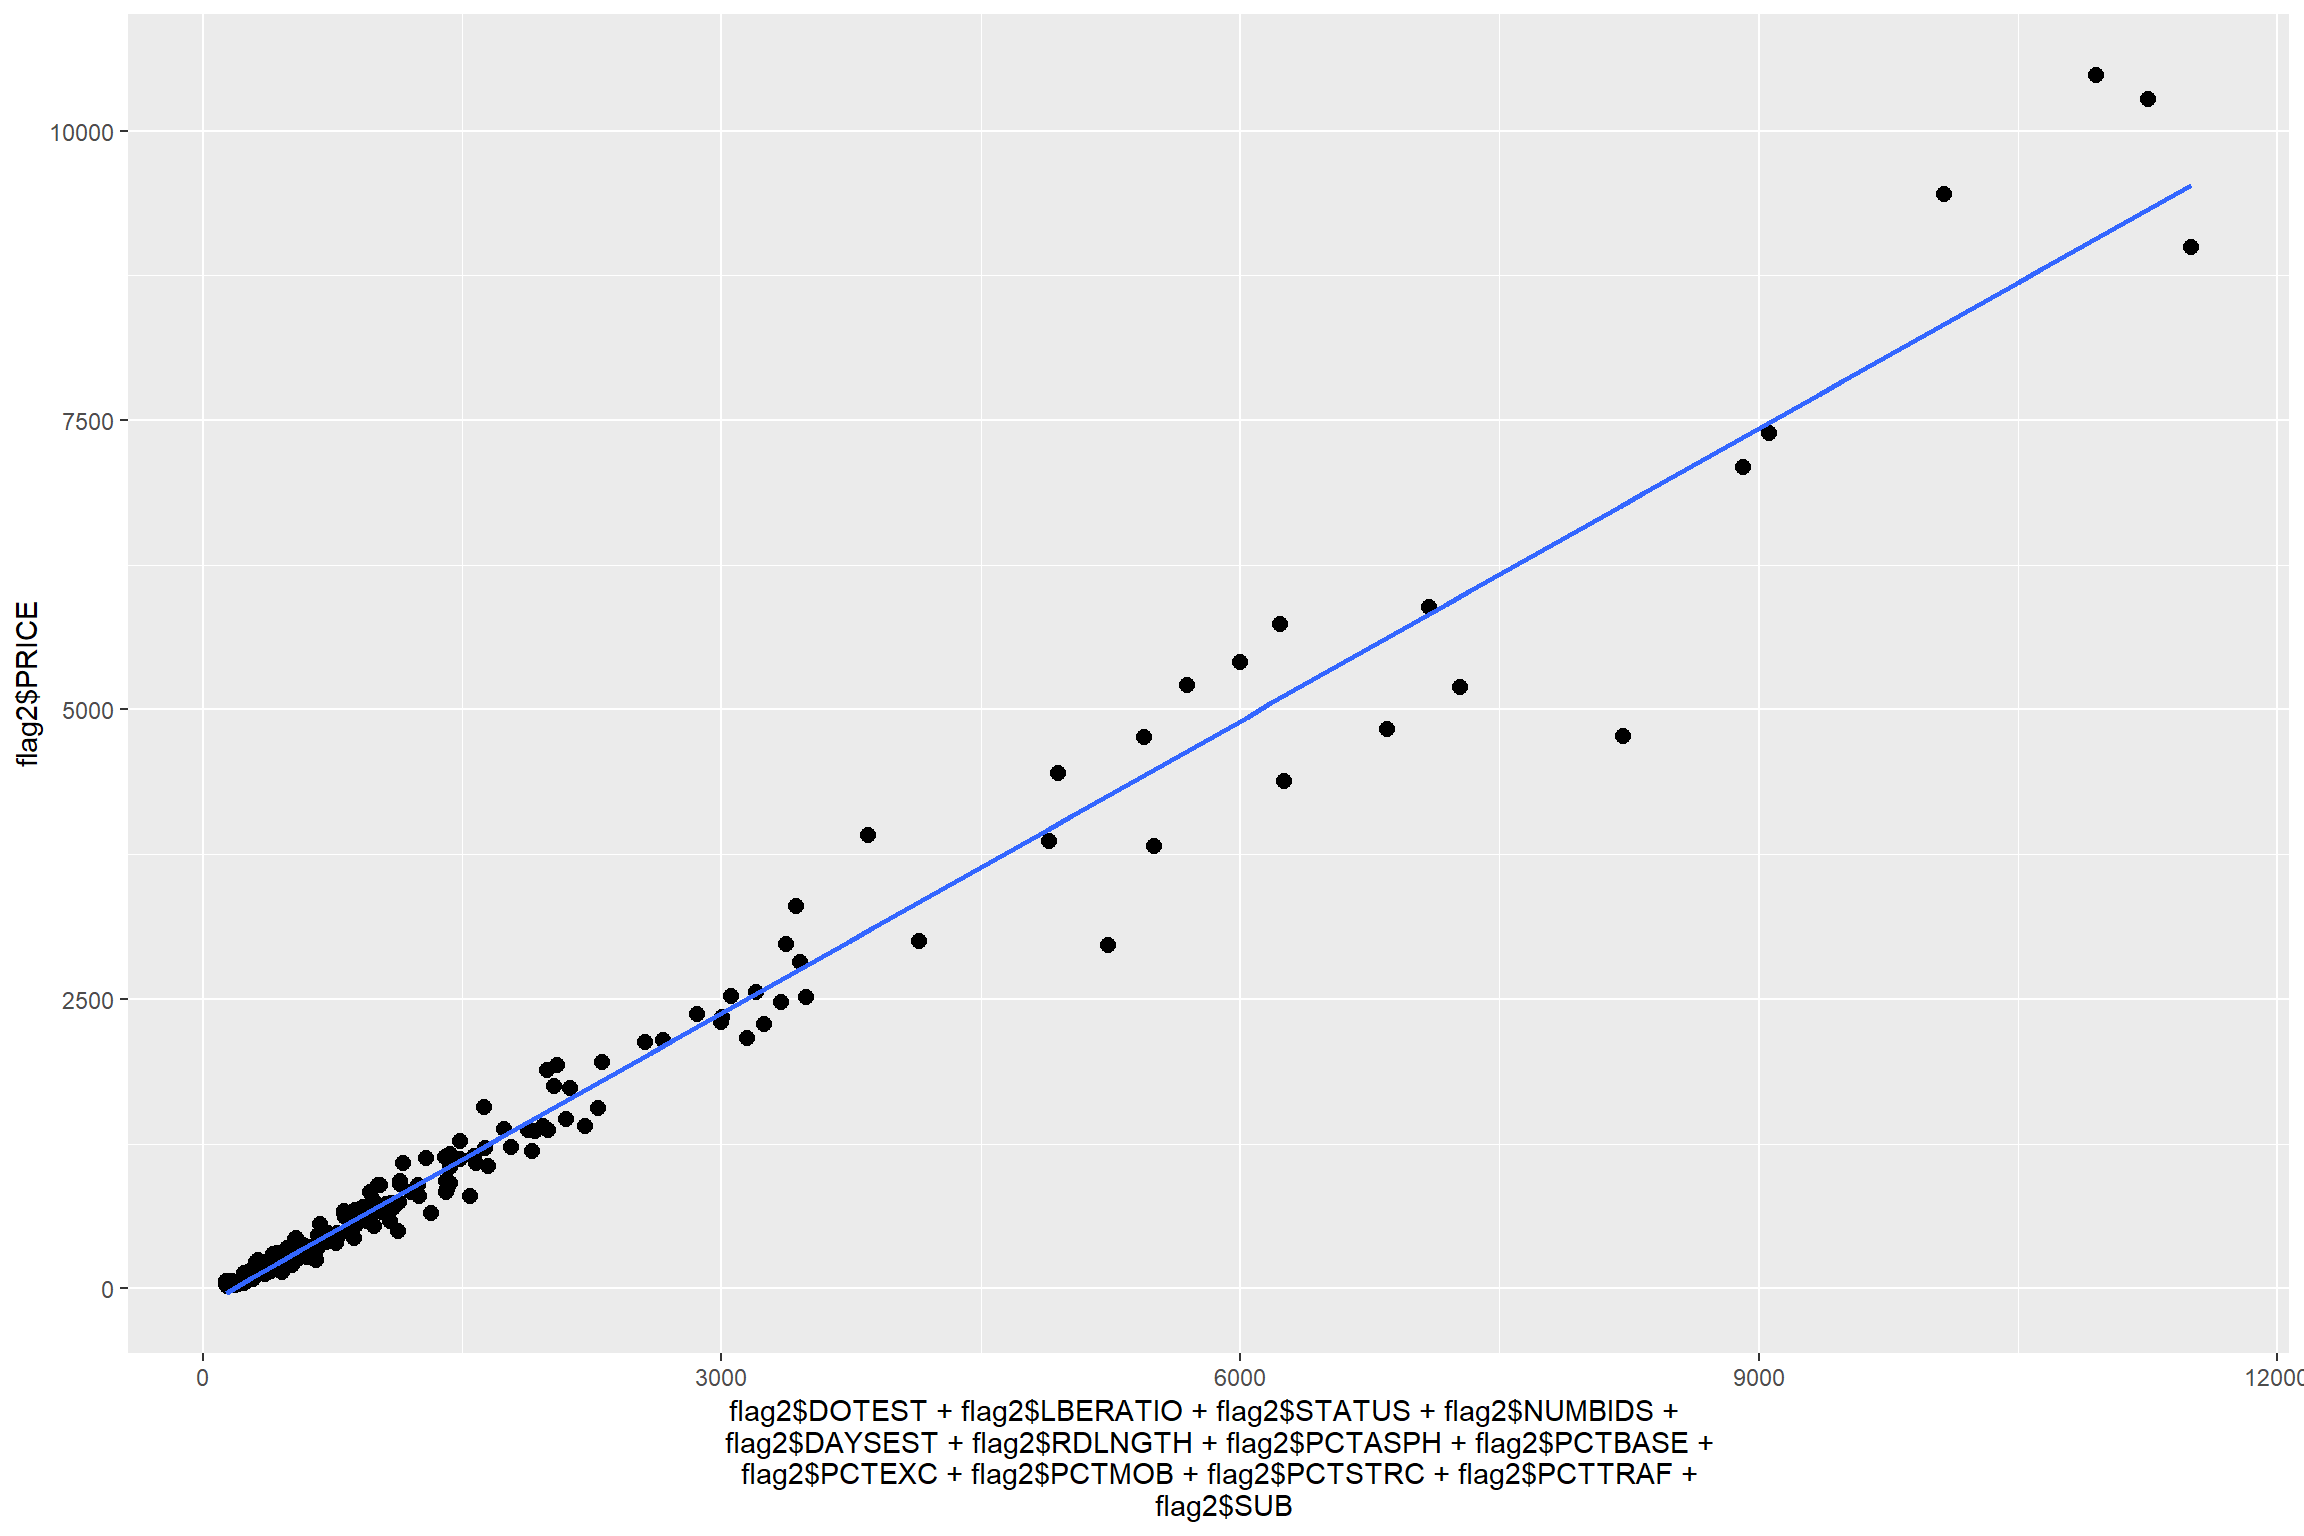 10000
7500
5000
2500
0
flag2$PRICE
0 3000 6000 9000 12000
flag2$DOTEST + flag2$LBERATIO + flag2$STATUS + flag2$NUMBIDS +
flag2$DAYSEST + flag2$RDLNGTH + flag2$PCTASPH + flag2$PCTBASE +
flag2$PCTEXC + flag2$PCTMOB + flag2$PCTSTRC + flag2$PCTTRAF +
flag2$SUB